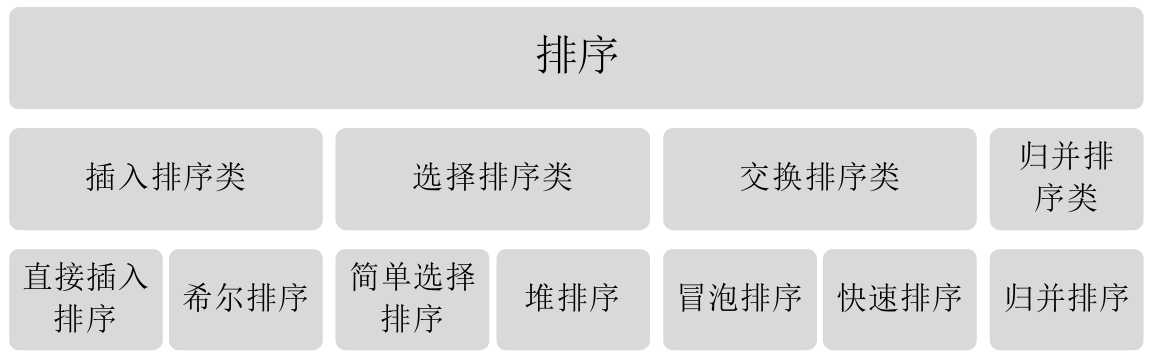 排序
插入排序类
选择排序类
交换排序类
归并排
序类
直接插入
排序
希尔排序
简单选择
排序
堆排序
冒泡排序
快速排序
归并排序